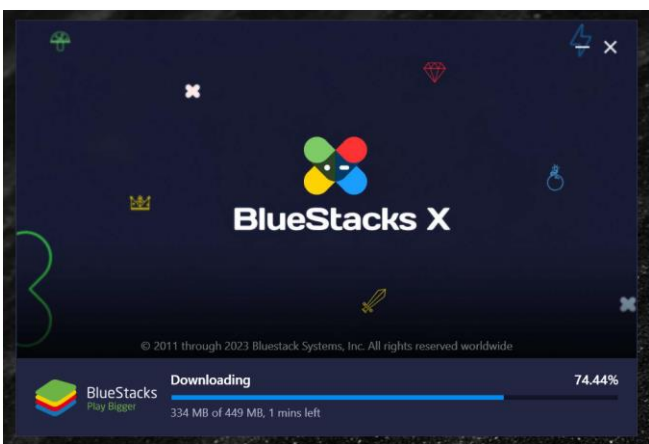 BlueStacks X
© 2011 through 2023 Bluestack Systems, Inc. All rights reserved worldwide
BlueStacks
Play Bigger
Downloading 74.44%
334 MB of 449 MB, 1 mins left